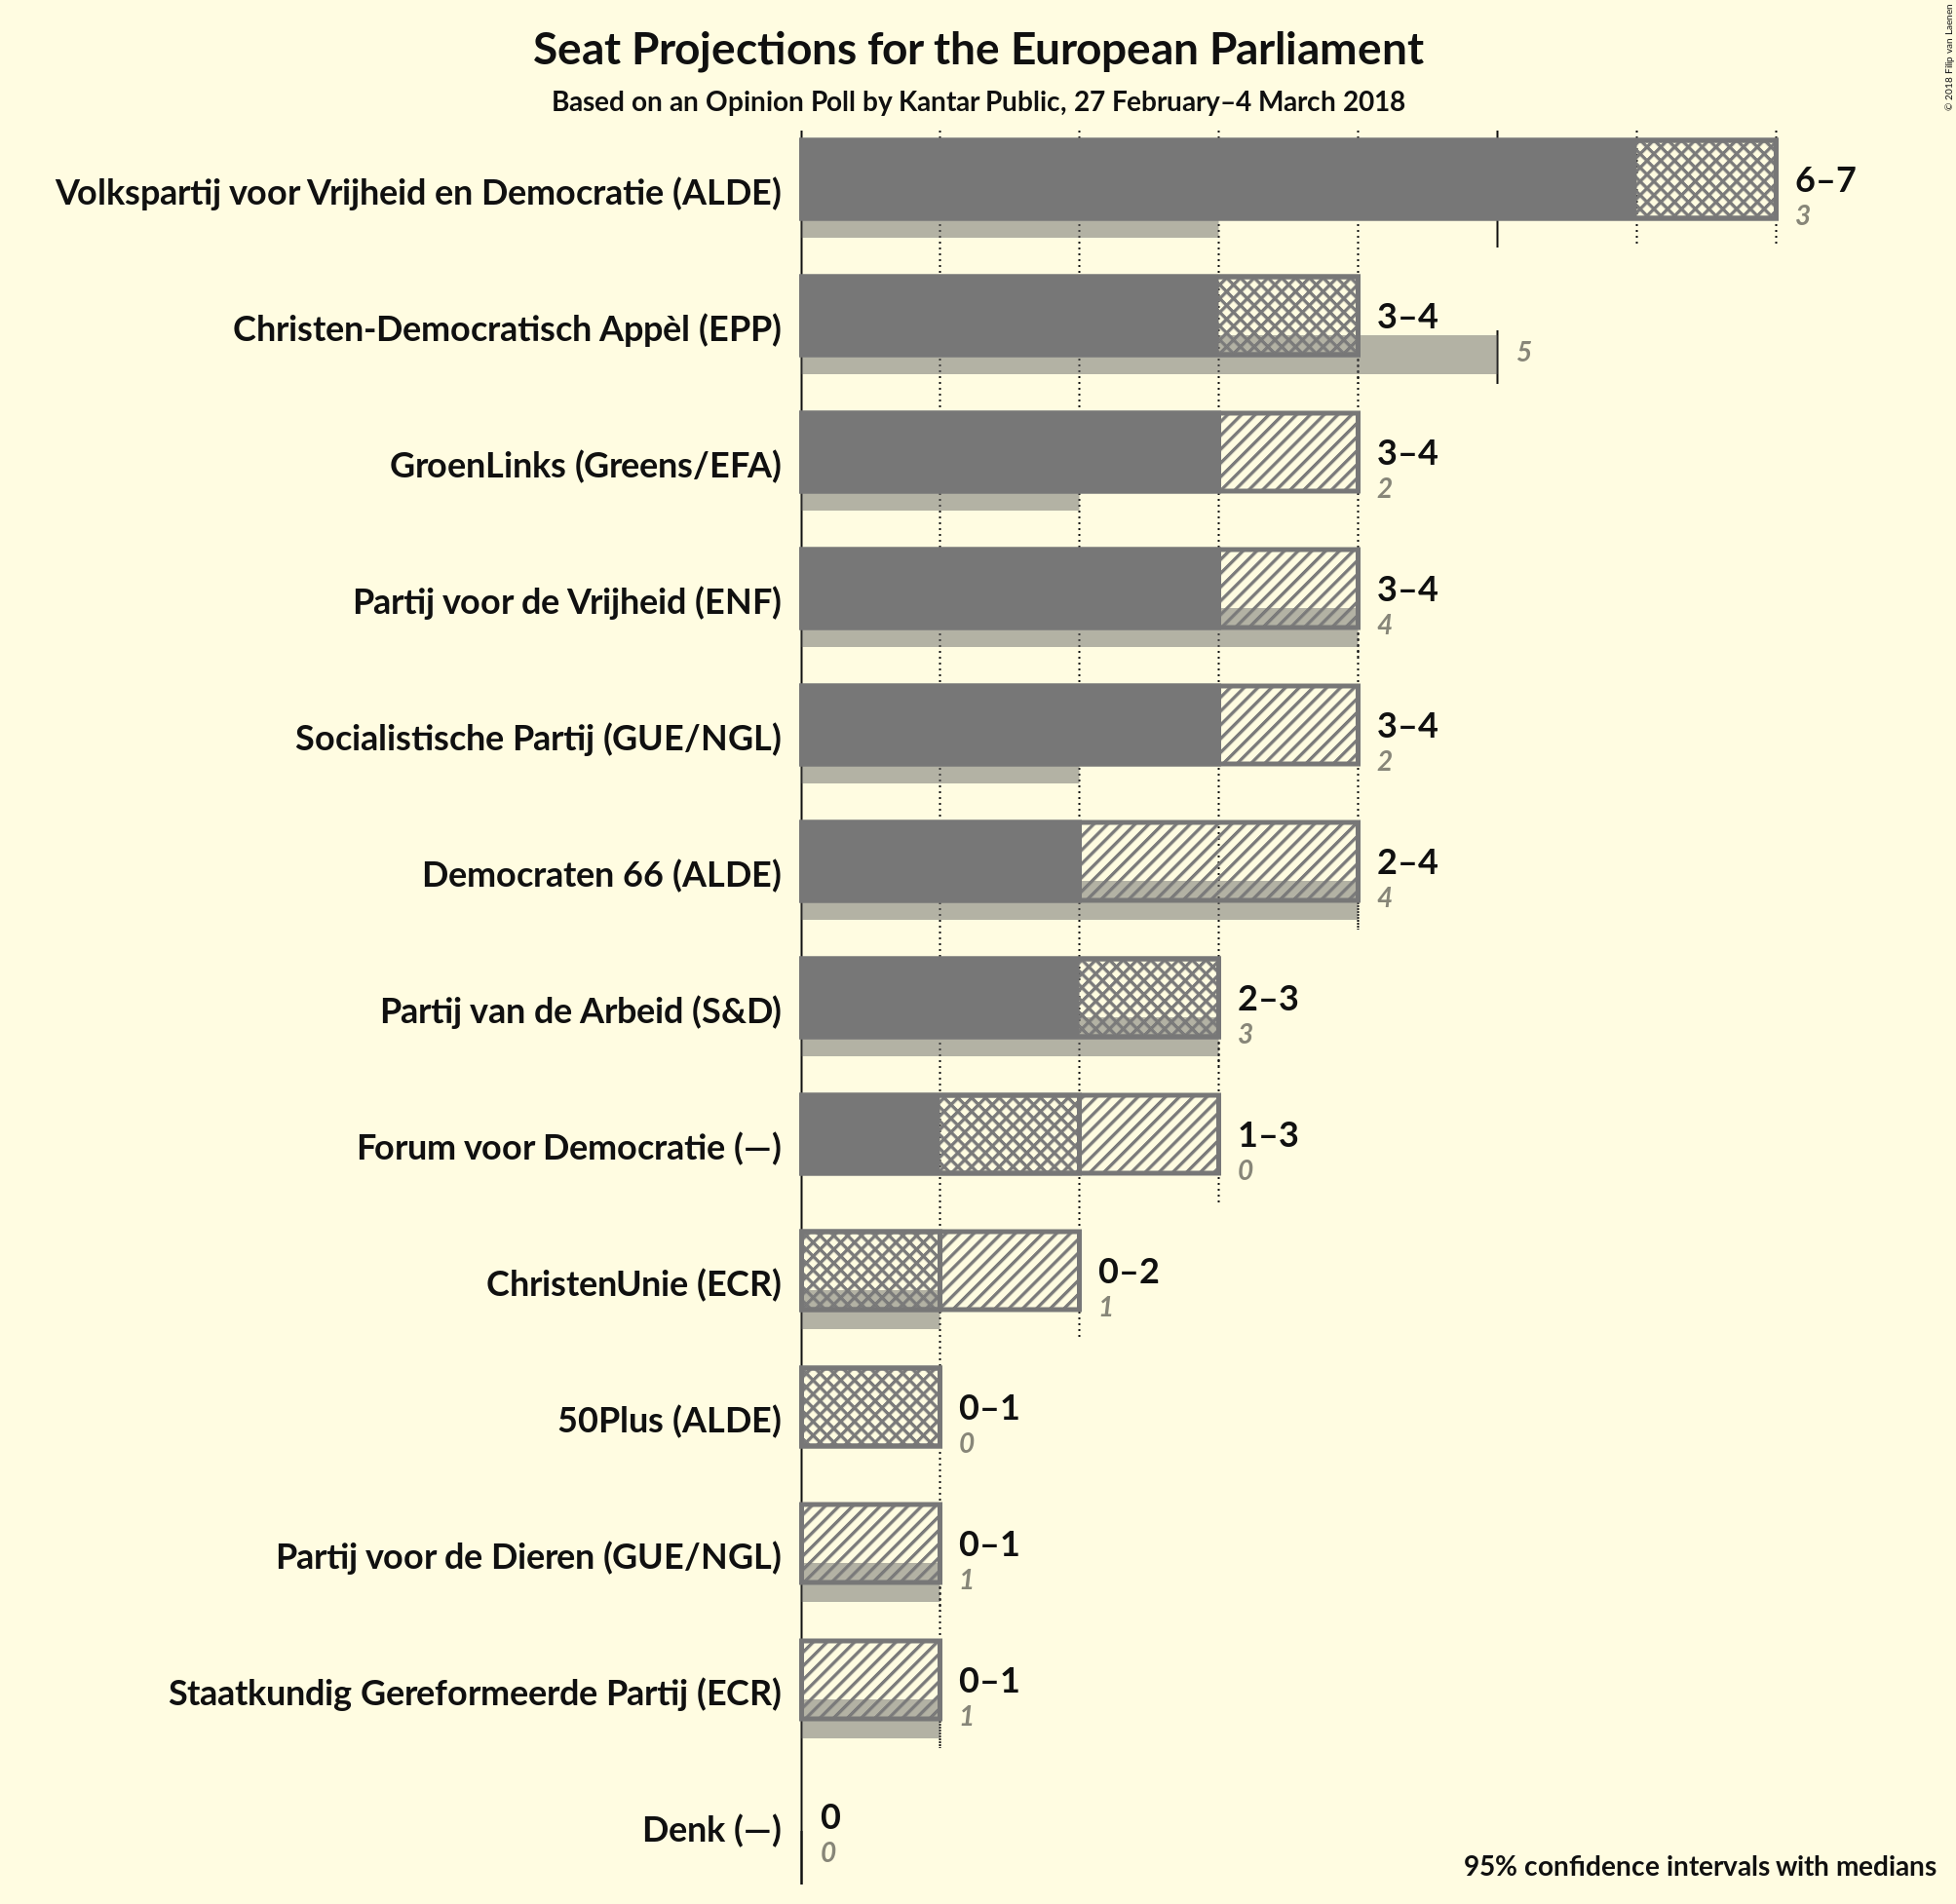 Seat Projections for the European Parliament
Based on an Opinion Poll by Kantar Public, 27 February–4 March 2018
© 2018 Filip van Laenen
Volkspartij voor Vrijheid en Democratie (ALDE)
6–7
3
Christen-Democratisch Appèl (EPP)
3–4
5
GroenLinks (Greens/EFA)
3–4
2
Partij voor de Vrijheid (ENF)
3–4
4
Socialistische Partij (GUE/NGL)
3–4
2
Democraten 66 (ALDE)
2–4
4
Partij van de Arbeid (S&D)
2–3
3
Forum voor Democratie (—)
1–3
0
ChristenUnie (ECR)
0–2
1
50Plus (ALDE)
0–1
0
Partij voor de Dieren (GUE/NGL)
0–1
1
Staatkundig Gereformeerde Partij (ECR)
0–1
1
Denk (—)
0
0
95% confidence intervals with medians